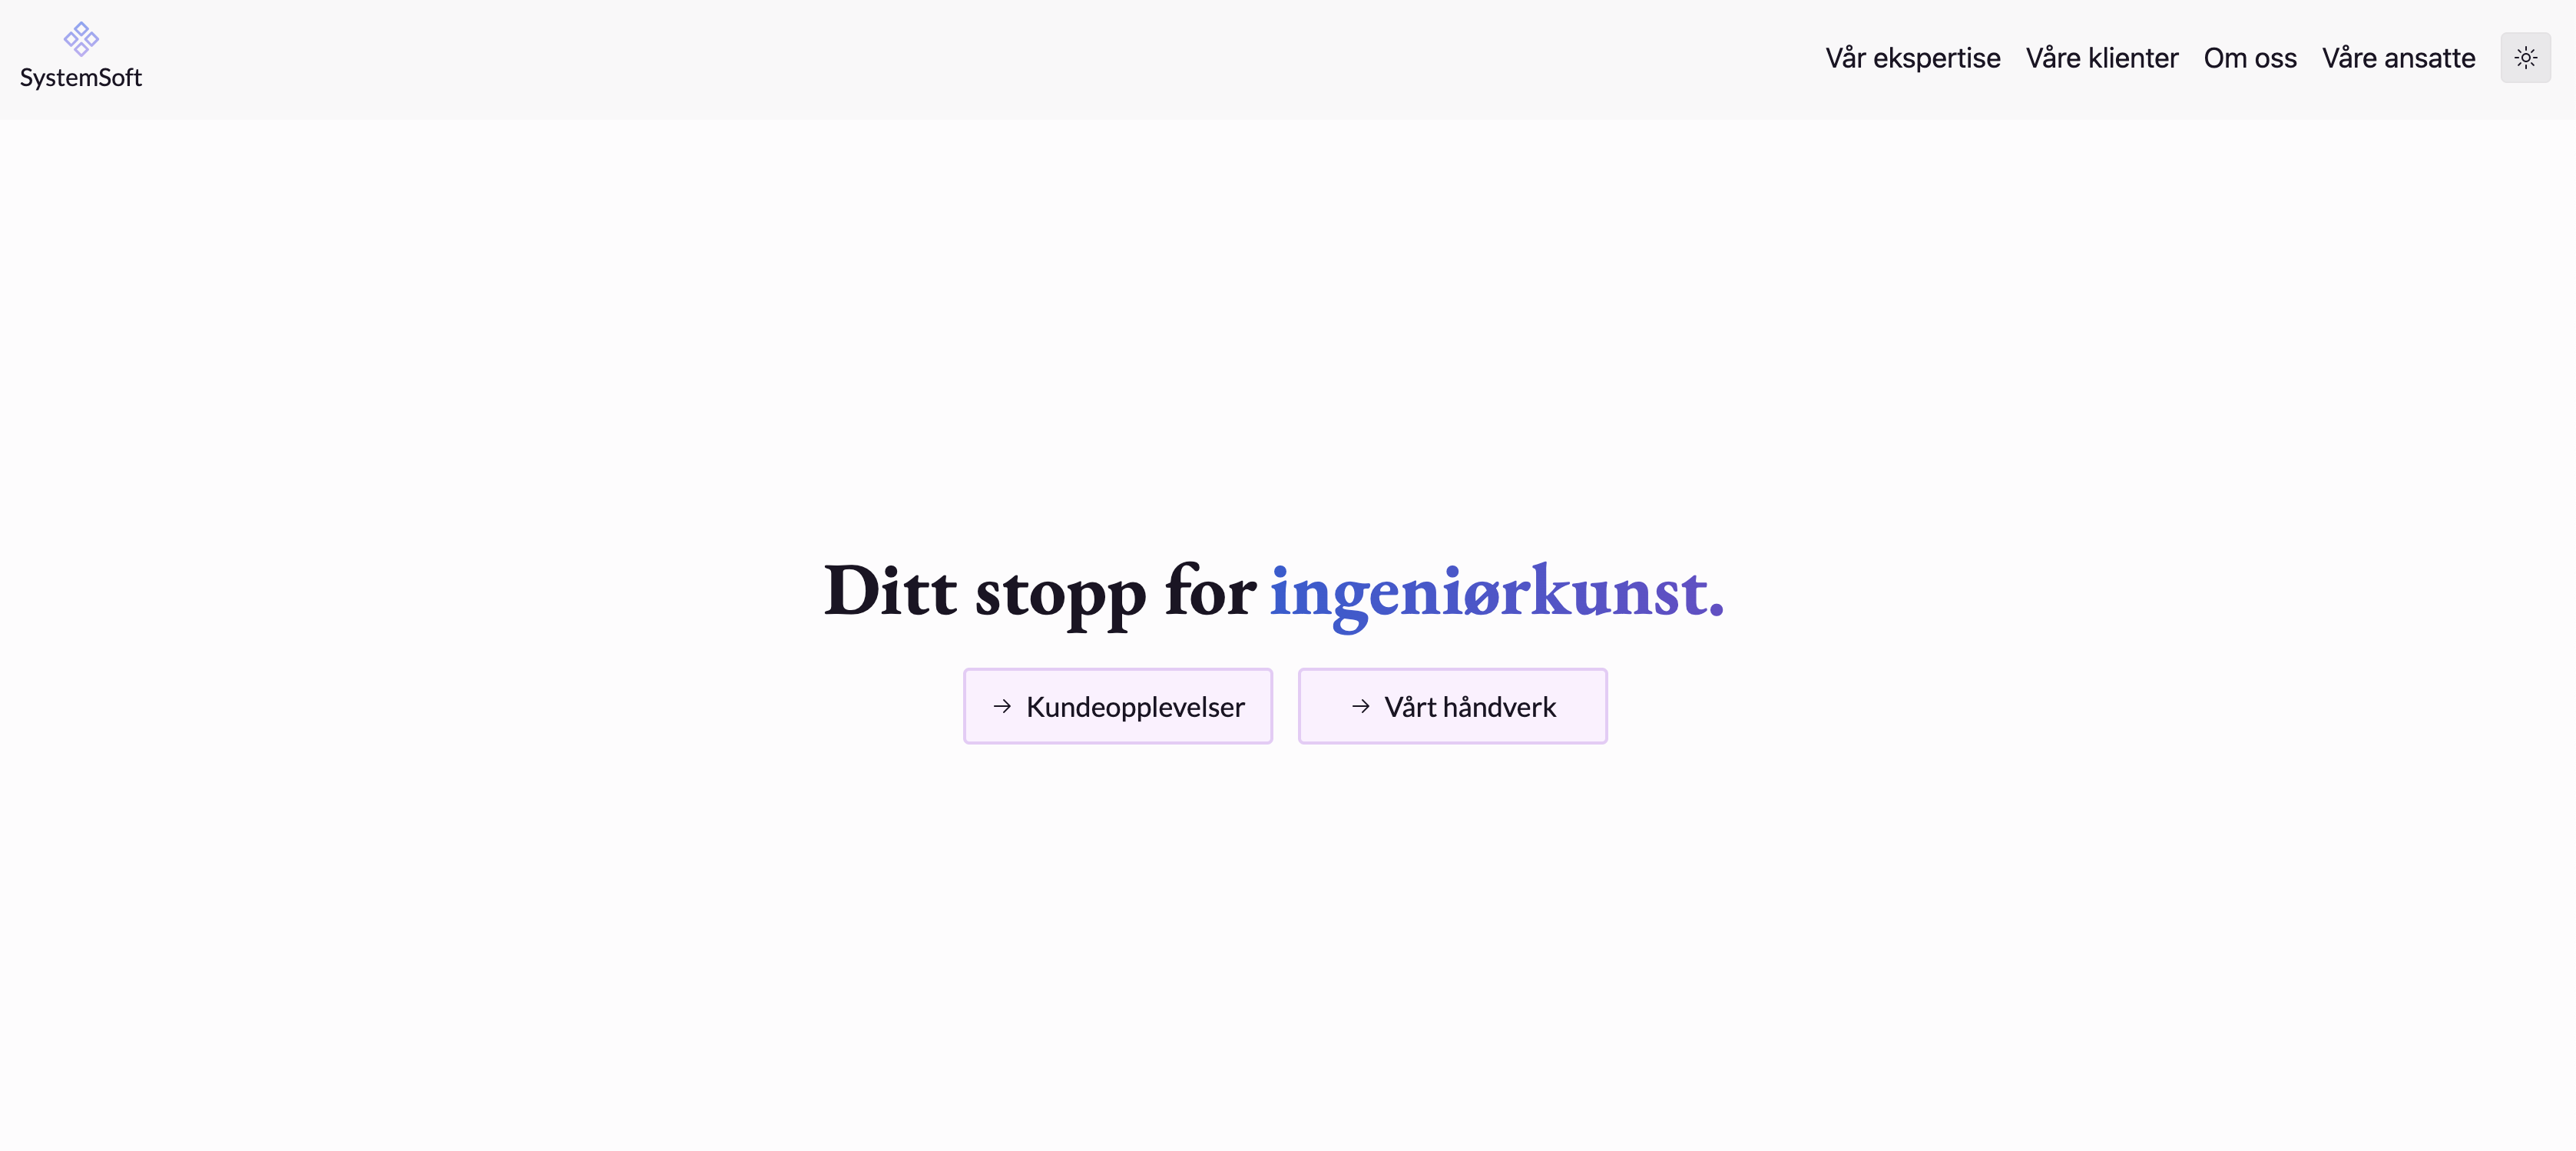 SystemSoft
Vår ekspertise Våre klienter Om oss Våre ansatte
Ditt stopp for ingeniørkunst.
→ Kundeopplevelser → Vårt håndverk